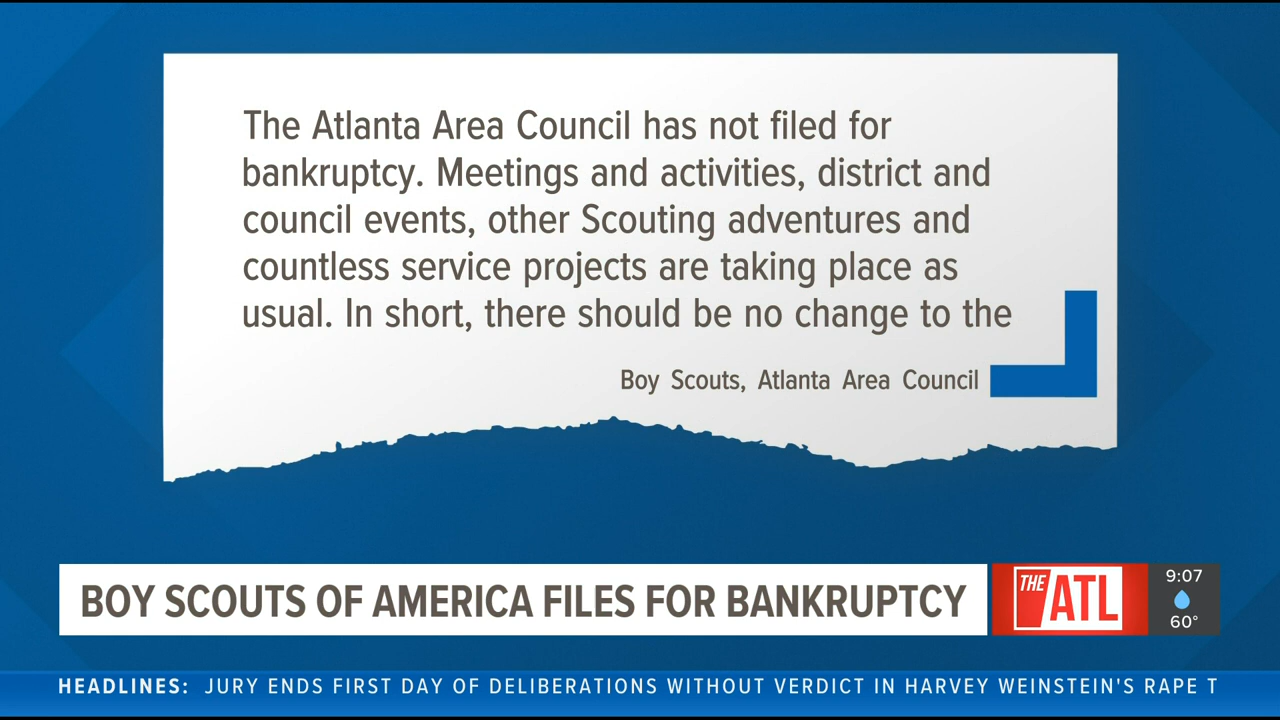 The Atlanta Area Council has not filed for
bankruptcy. Meetings and activities, district and
council events, other Scouting adventures and
countless service projects are taking place as
usual. In short, there should be no change to the
Boy Scouts, Atlanta Area Council
BOY SCOUTS OF AMERICA FILES FOR BANKRUPTCY
THE ATL
9:07
60°
HEADLINES: JURY ENDS FIRST DAY OF DELIBERATIONS WITHOUT VERDICT IN HARVEY WEINSTEIN'S RAPE T